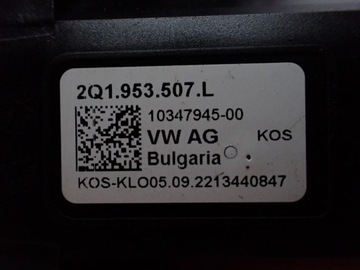 2Q1.953.507.L
10347945-00
VW AG KOS
Bulgaria
KOS-KLO05.09.2213440847